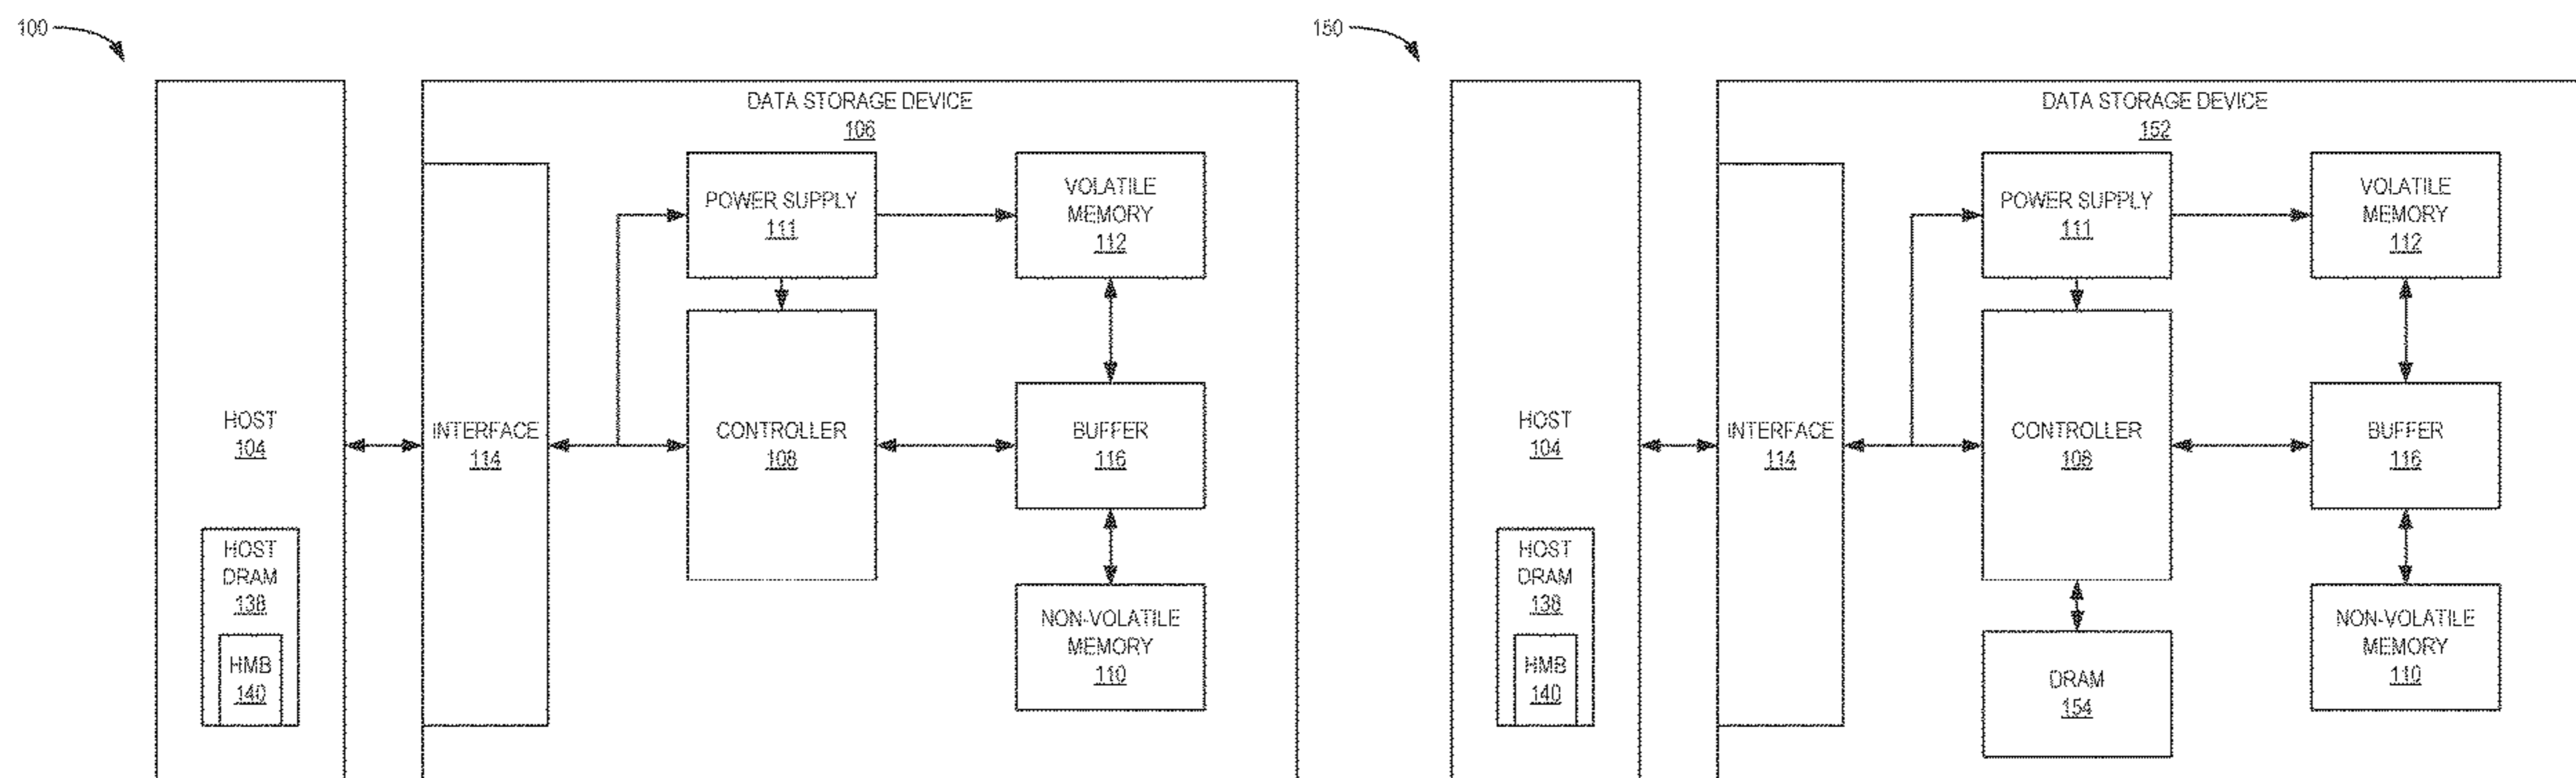 100
DATA STORAGE DEVICE
106
POWER SUPPLY
111
VOLATILE
MEMORY
112
HOST
104
INTERFACE
114
CONTROLLER
108
BUFFER
116
HOST
DRAM
138
HMB
140
NON-VOLATILE
MEMORY
110
150
DATA STORAGE DEVICE
152
POWER SUPPLY
111
VOLATILE
MEMORY
112
HOST
104
INTERFACE
114
CONTROLLER
108
BUFFER
116
HOST
DRAM
138
HMB
140
NON-VOLATILE
MEMORY
110
DRAM
154